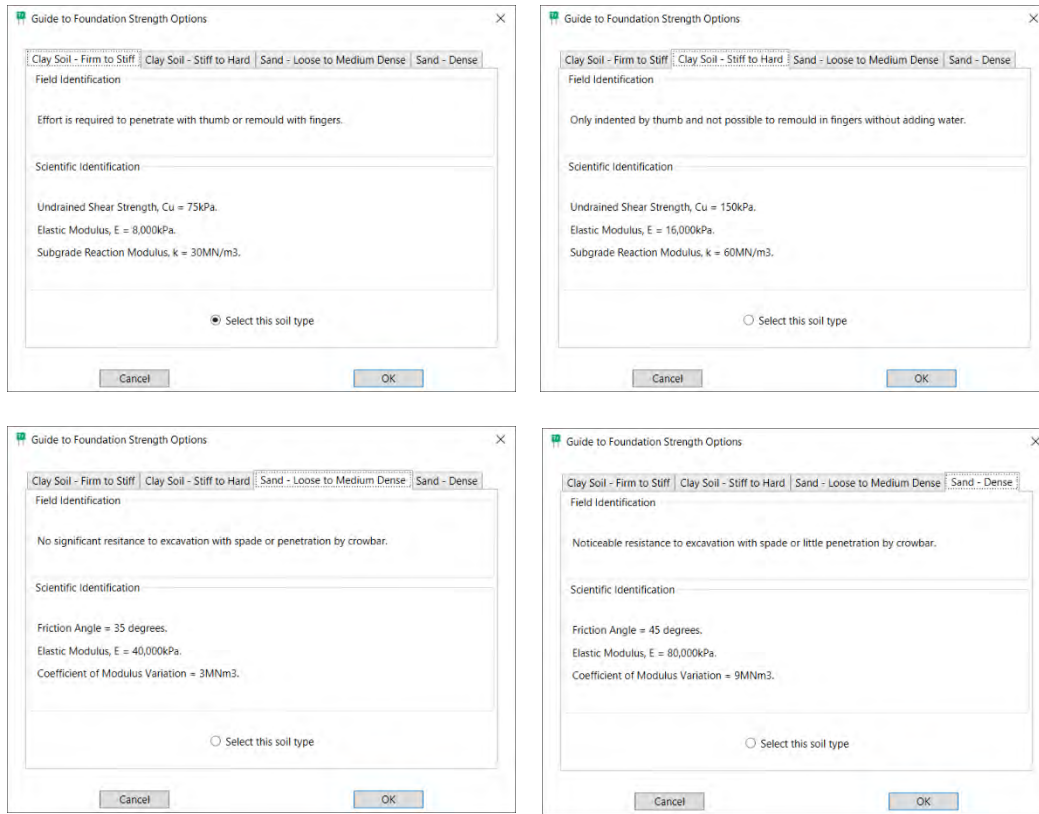 Guide to Foundation Strength Options
Clay Soil - Firm to Stiff Clay Soil - Stiff to Hard Sand - Loose to Medium Dense Sand - Dense
Field Identification
Effort is required to penetrate with thumb or remould with fingers.
Scientific Identification
Undrained Shear Strength, Cu = 75kPa.
Elastic Modulus, E = 8,000kPa.
Subgrade Reaction Modulus, k = 30MN/m3.
Select this soil type
Cancel OK
Guide to Foundation Strength Options
Clay Soil - Firm to Stiff Clay Soil - Stiff to Hard Sand - Loose to Medium Dense Sand - Dense
Field Identification
Only indented by thumb and not possible to remould in fingers without adding water.
Scientific Identification
Undrained Shear Strength, Cu = 150kPa.
Elastic Modulus, E = 16,000kPa.
Subgrade Reaction Modulus, k = 60MN/m3.
Select this soil type
Cancel OK
Guide to Foundation Strength Options
Clay Soil - Firm to Stiff Clay Soil - Stiff to Hard Sand - Loose to Medium Dense Sand - Dense
Field Identification
No significant resitance to excavation with spade or penetration by crowbar.
Scientific Identification
Friction Angle = 35 degrees.
Elastic Modulus, E = 40,000kPa.
Coefficient of Modulus Variation = 3MNm3.
Select this soil type
Cancel OK
Guide to Foundation Strength Options
Clay Soil - Firm to Stiff Clay Soil - Stiff to Hard Sand - Loose to Medium Dense Sand - Dense
Field Identification
Noticeable resistance to excavation with spade or little penetration by crowbar.
Scientific Identification
Friction Angle = 45 degrees.
Elastic Modulus, E = 80,000kPa.
Coefficient of Modulus Variation = 9MNm3.
Select this soil type
Cancel OK